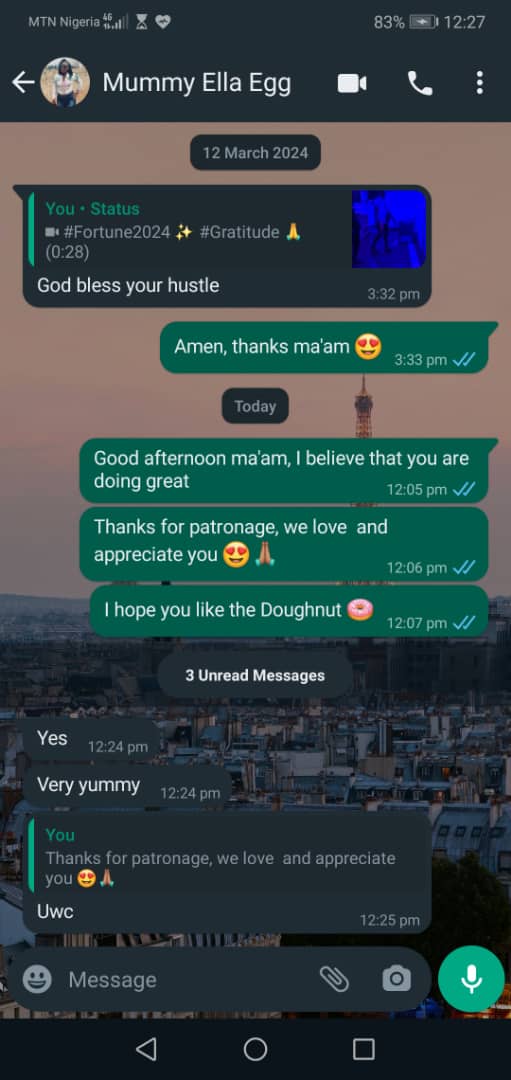 MTN Nigeria 4G 83% 12:27
Mummy Ella Egg
12 March 2024
You • Status
#Fortune2024 ✨ #Gratitude 🙏
(0:28)
God bless your hustle
3:32 pm
Amen, thanks ma'am 😍
3:33 pm
Today
Good afternoon ma'am, I believe that you are
doing great
12:05 pm
Thanks for patronage, we love  and
appreciate you 😍🙏🏽
12:06 pm
I hope you like the Doughnut 🍩
12:07 pm
3 Unread Messages
Yes
12:24 pm
Very yummy
12:24 pm
You
Thanks for patronage, we love  and appreciate
you 😍🙏🏽
Uwc
12:25 pm
Message